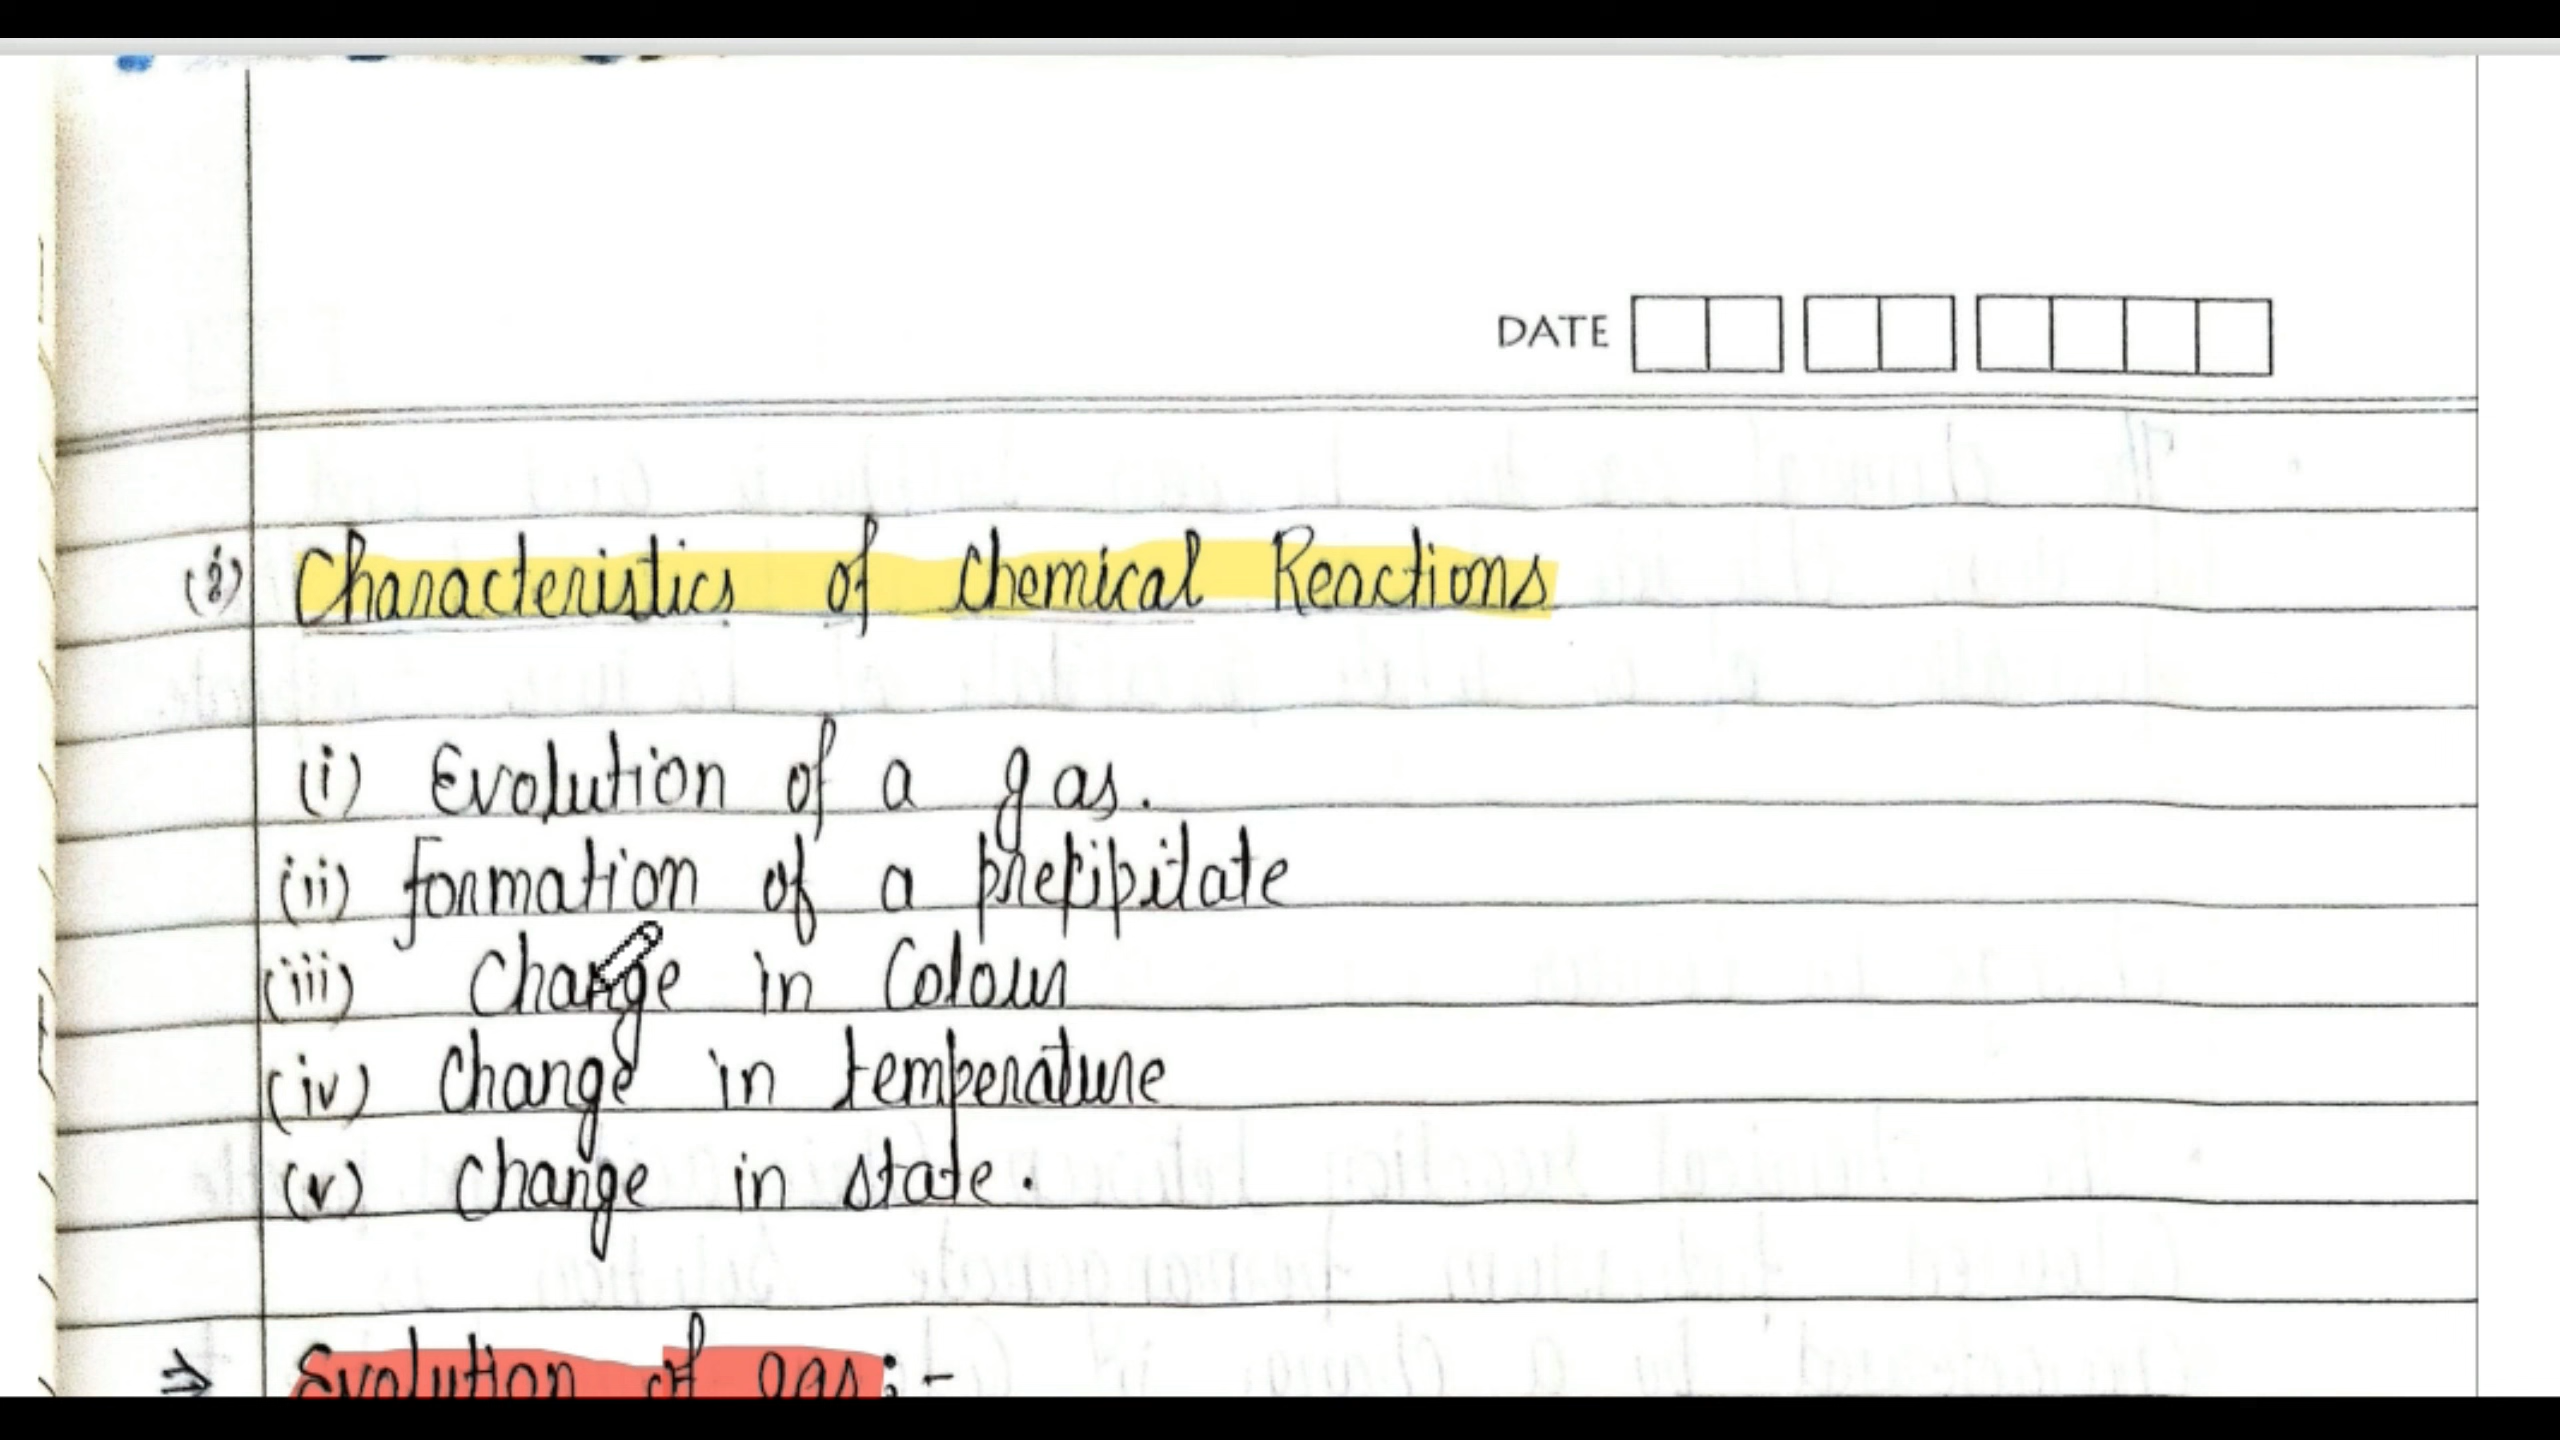 DATE
(i) Characteristics of chemical Reactions
(i) Evolution of a gas.
(ii) formation of a precipitate
(iii) Change in Colour
(iv) Change in temperature
(v) Change in state.
⇒ Evolution of gas:-